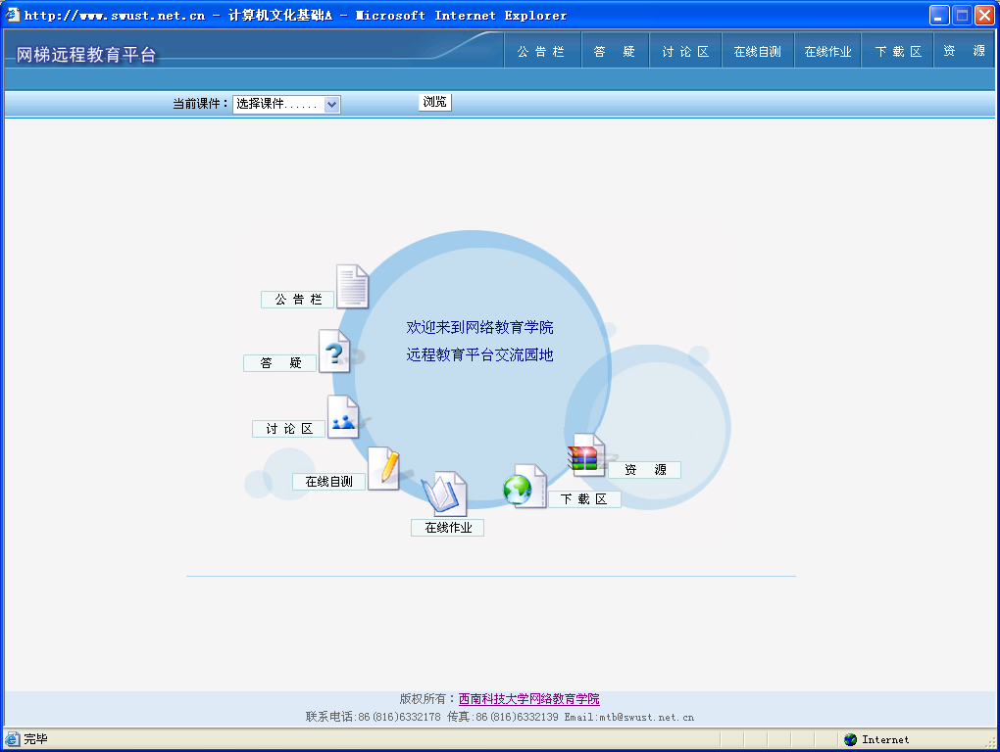 http://www.swust.net.cn - 计算机文化基础A - Microsoft Internet Explorer
网梯远程教育平台
公 告 栏 答 疑 讨 论 区 在线自测 在线作业 下 载 区 资 源
当前课件： 选择课件...... 浏览
公 告 栏
欢迎来到网络教育学院
远程教育平台交流园地
答 疑
讨 论 区
在线自测
资 源
下 载 区
在线作业
版权所有：西南科技大学网络教育学院
联系电话:86(816)6332178 传真:86(816)6332139 Email:mtb@swust.net.cn
完毕 Internet